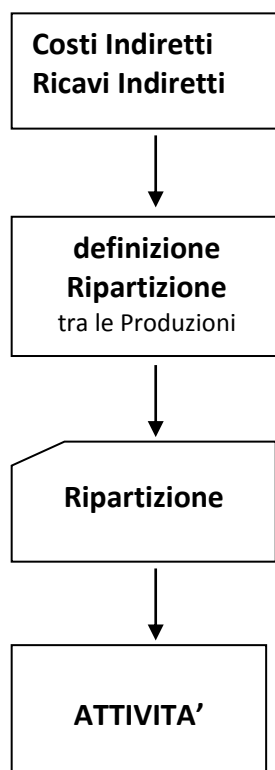 Costi Indiretti
Ricavi Indiretti
definizione
Ripartizione
tra le Produzioni
Ripartizione
ATTIVITA’